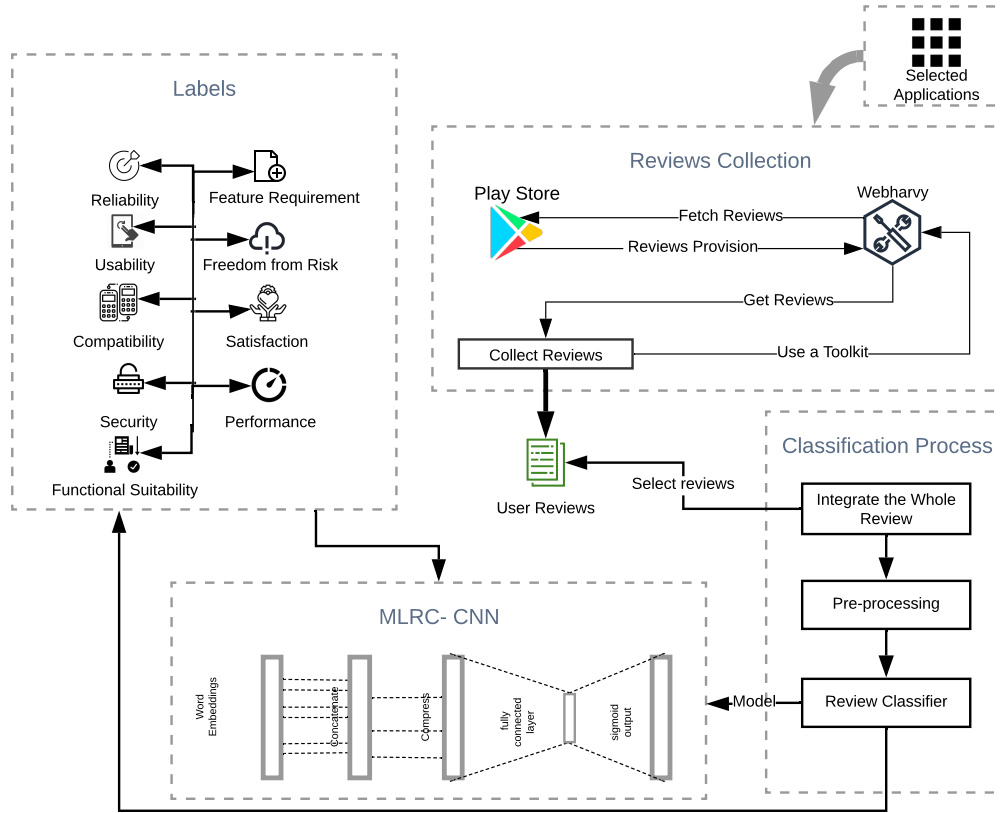 Selected
Applications
Labels
Reliability
Feature Requirement
Usability
Freedom from Risk
Compatibility
Satisfaction
Security
Performance
Functional Suitability
Reviews Collection
Play Store
Webharvy
Fetch Reviews
Reviews Provision
Get Reviews
Collect Reviews
Use a Toolkit
User Reviews
Select reviews
Classification Process
Integrate the Whole
Review
Pre-processing
Review Classifier
Model
MLRC- CNN
Word
Embeddings
Concatenate
Compress
fully
connected
layer
sigmoid
output